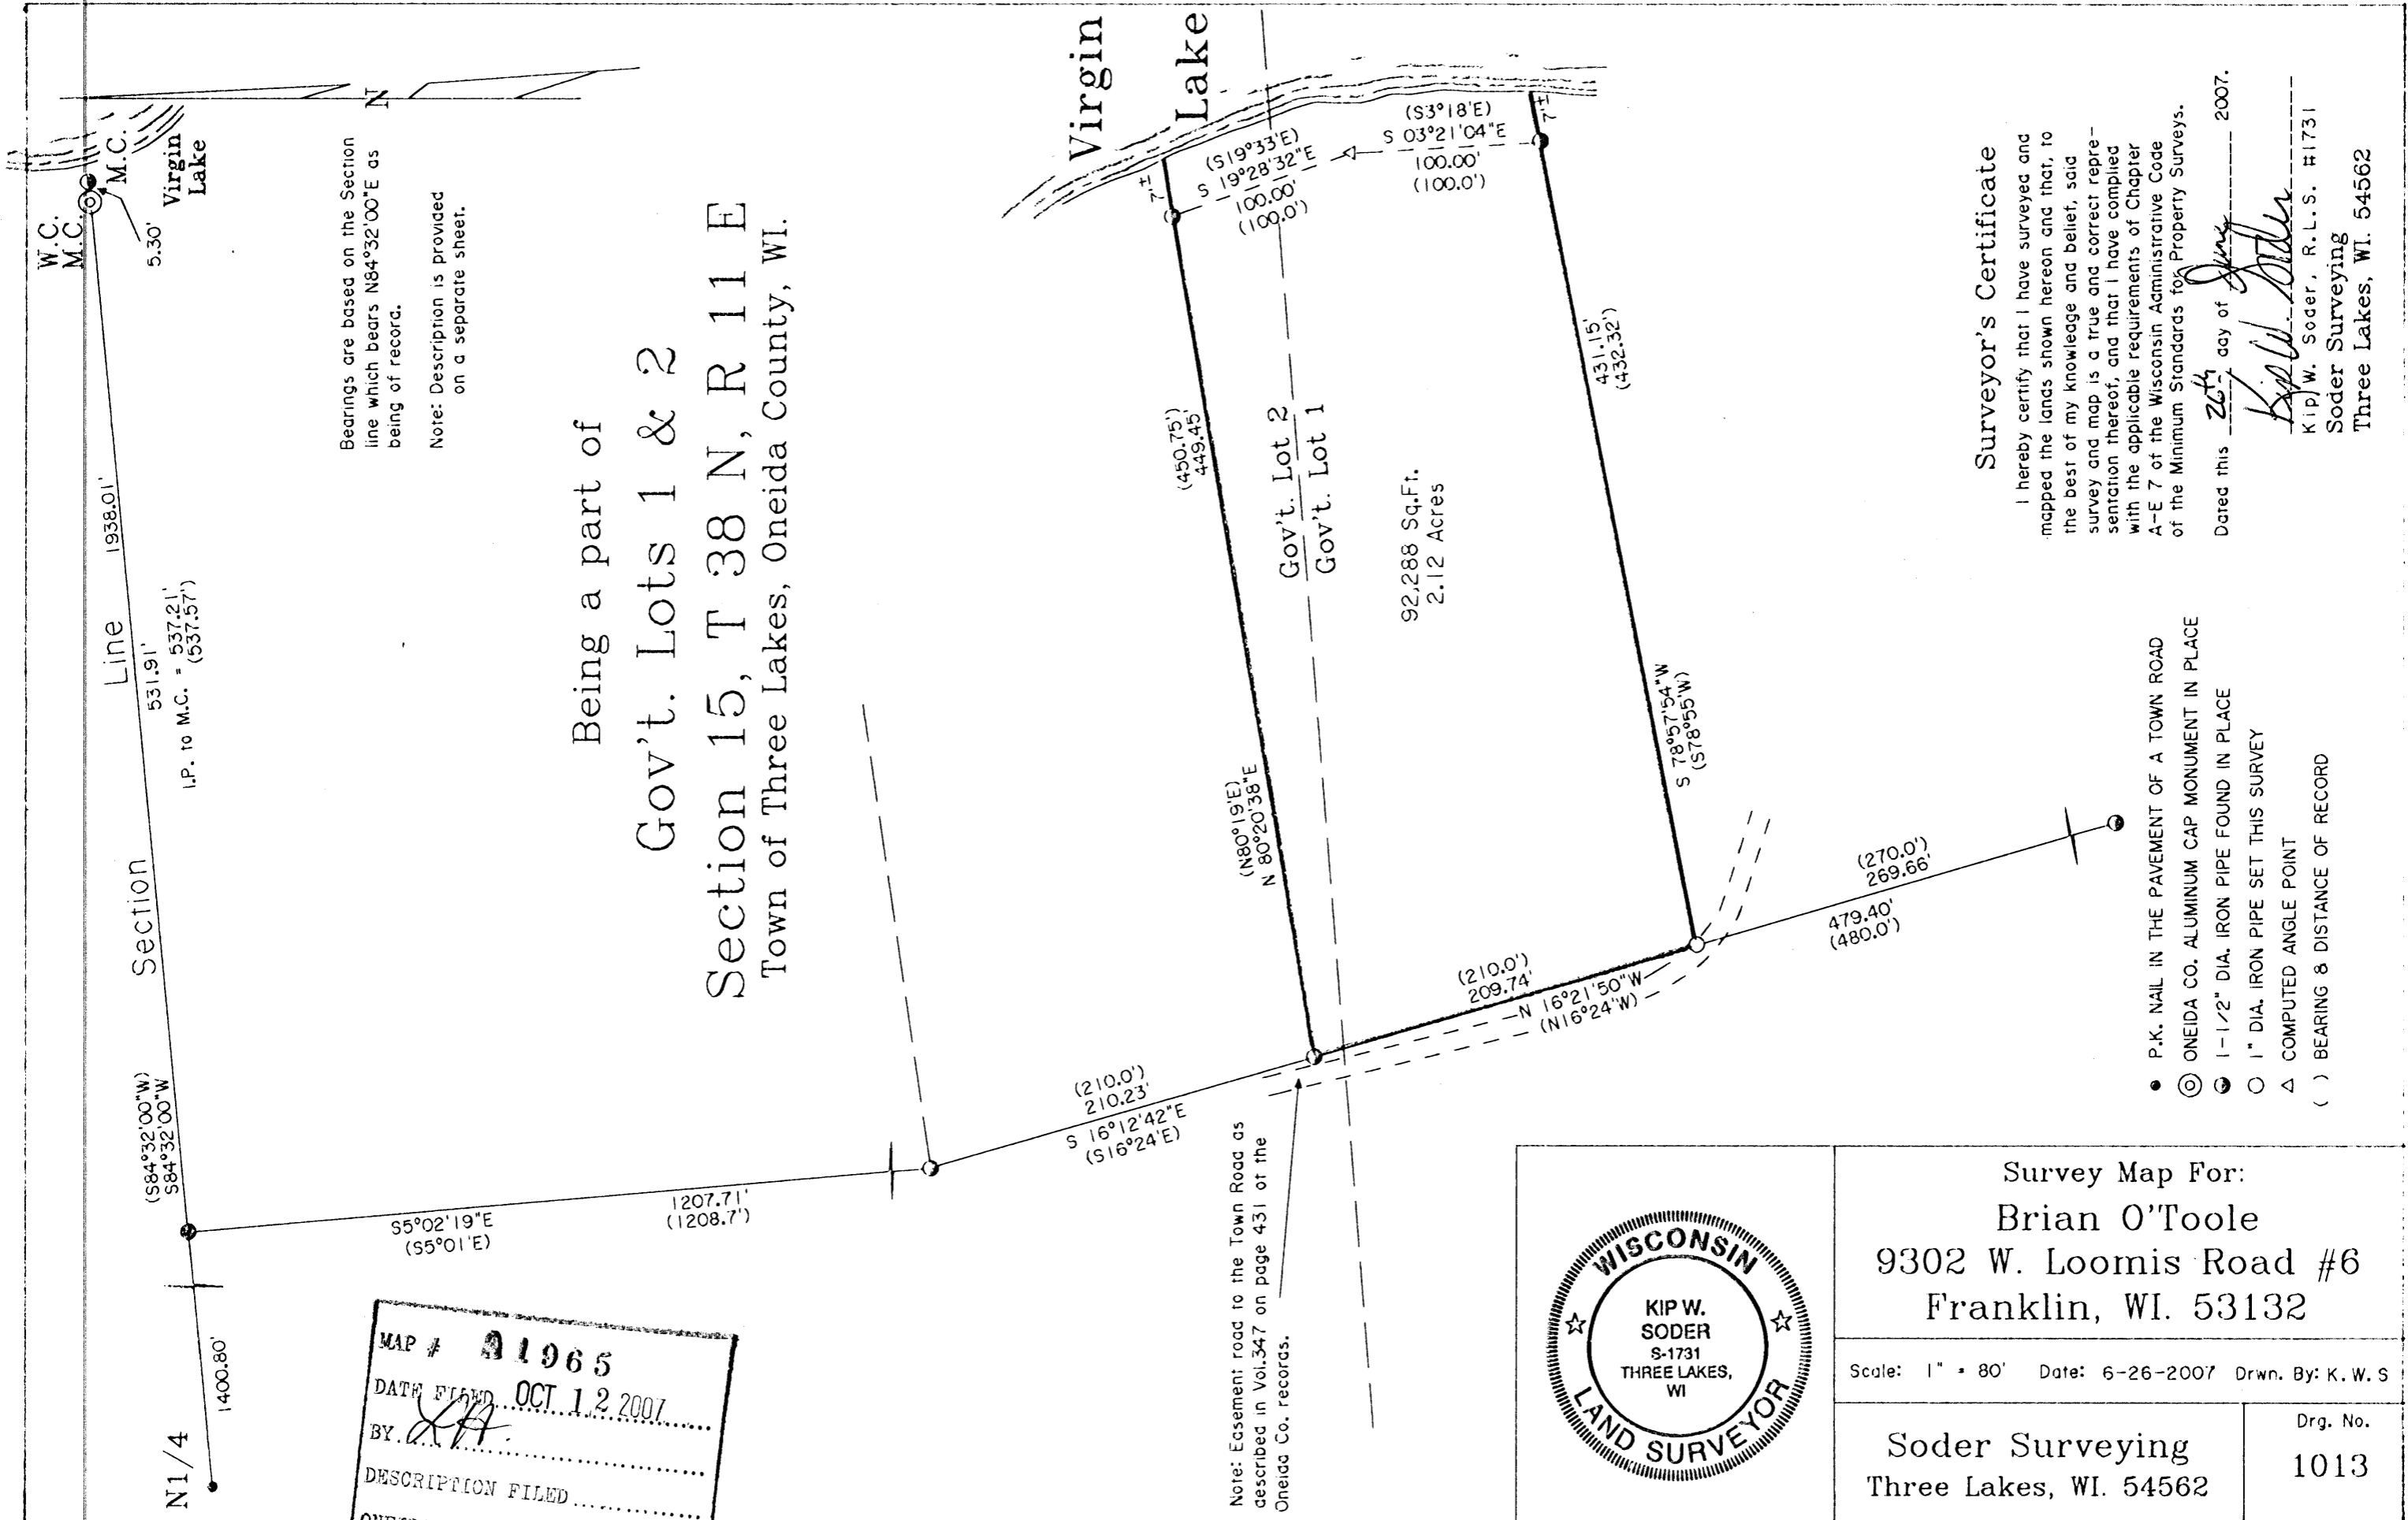 W.C.
M.C.
M.C.
5.30'
Virgin
Lake
Section Line 1938.01'
531.91'
I.P. to M.C. = 537.21'
(537.57')
(S84°32'00"W)
S84°32'00"W
N1/4
1400.80'
Bearings are based on the Section
line which bears N84°32'00"E as
being of record.
Note: Description is provided
on a separate sheet.
N
Being a part of
Gov't. Lots 1 & 2
Section 15, T 38 N, R 11 E
Town of Three Lakes, Oneida County, WI.
S5°02'19"E
(S5°01'E)
1207.71'
(1208.7')
(210.0')
210.23'
S 16°12'42"E
(S16°24'E)
Virgin
Lake
7'±
(S19°33'E)
S 19°28'32"E
100.00'
(100.0')
(S3°18'E)
S 03°21'04"E
100.00'
(100.0')
7'±
(450.75')
449.45'
(N80°19'E)
N 80°20'38"E
Gov't. Lot 2
Gov't. Lot 1
92,288 Sq.Ft.
2.12 Acres
431.15'
(432.32')
S 78°57'54"W
(S78°55'W)
(210.0')
209.74'
N 16°21'50"W
(N16°24"W)
(270.0')
269.66'
479.40'
(480.0')
Note: Easement road to the Town Road as
described in Vol.347 on page 431 of the
Oneida Co. records.
Surveyor's Certificate
I hereby certify that I have surveyed and
mapped the lands shown hereon and that, to
the best of my knowledge and belief, said
survey and map is a true and correct repre-
sentation thereof, and that I have complied
with the applicable requirements of Chapter
A-E 7 of the Wisconsin Administrative Code
of the Minimum Standards for Property Surveys.
Dated this 26th day of June 2007.
Kip W. Soder
Kip W. Soder, R.L.S. #1731
Soder Surveying
Three Lakes, WI. 54562
P.K. NAIL IN THE PAVEMENT OF A TOWN ROAD
ONEIDA CO. ALUMINUM CAP MONUMENT IN PLACE
1-1/2" DIA. IRON PIPE FOUND IN PLACE
1" DIA. IRON PIPE SET THIS SURVEY
COMPUTED ANGLE POINT
( ) BEARING & DISTANCE OF RECORD
MAP # 1965
DATE FILED OCT 12 2007
BY
DESCRIPTION FILED
WISCONSIN
KIP W.
SODER
S-1731
THREE LAKES,
WI
LAND SURVEYOR
Survey Map For:
Brian O'Toole
9302 W. Loomis Road #6
Franklin, WI. 53132
Scale: 1" = 80' Date: 6-26-2007 Drwn. By: K.W.S
Soder Surveying
Three Lakes, WI. 54562
Drg. No.
1013